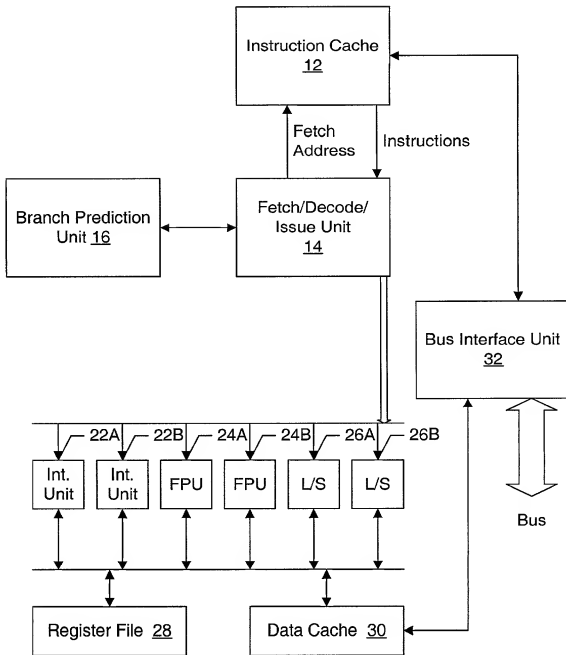 Instruction Cache
12
Fetch
Address
Instructions
Branch Prediction
Unit 16
Fetch/Decode/
Issue Unit
14
Bus Interface Unit
32
22A
22B
24A
24B
26A
26B
Int.
Unit
Int.
Unit
FPU
FPU
L/S
L/S
Bus
Register File 28
Data Cache 30